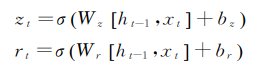 z_t = σ(W_z [h_{t-1}, x_t] + b_z)
r_t = σ(W_r [h_{t-1}, x_t] + b_r)